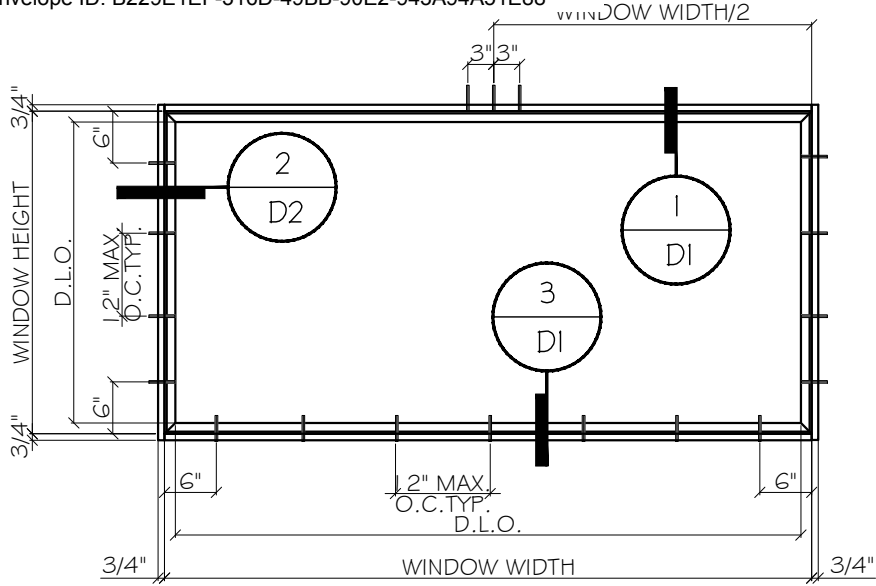 WINDOW WIDTH/2
3" 3"
3/4"
6"
2
D2
1
D1
WINDOW HEIGHT
D.L.O.
12" MAX
O.C.TYP.
3
D1
6"
3/4"
6"
12" MAX.
O.C.TYP.
6"
D.L.O.
3/4"
WINDOW WIDTH
3/4"